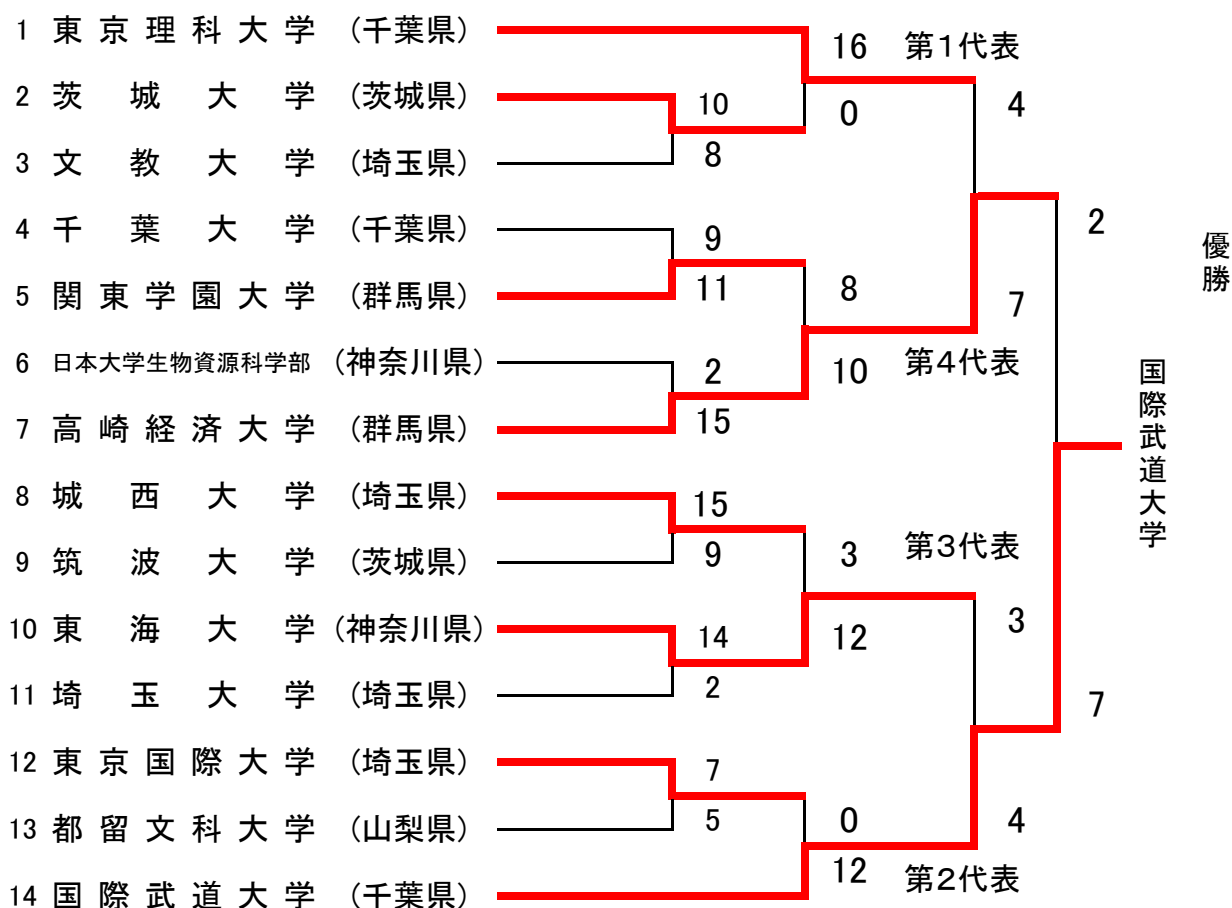 1 東京理科大学 (千葉県)
16 第1代表
2 茨城大学 (茨城県)
10
0
4
3 文教大学 (埼玉県)
8
4 千葉大学 (千葉県)
9
2
優勝
5 関東学園大学 (群馬県)
11
8
7
6 日本大学生物資源科学部 (神奈川県)
2
10
第4代表
7 高崎経済大学 (群馬県)
15
国際武道大学
8 城西大学 (埼玉県)
15
9 筑波大学 (茨城県)
9
3
第3代表
10 東海大学 (神奈川県)
14
12
3
11 埼玉大学 (埼玉県)
2
7
12 東京国際大学 (埼玉県)
7
13 都留文科大学 (山梨県)
5
0
4
12
第2代表
14 国際武道大学 (千葉県)